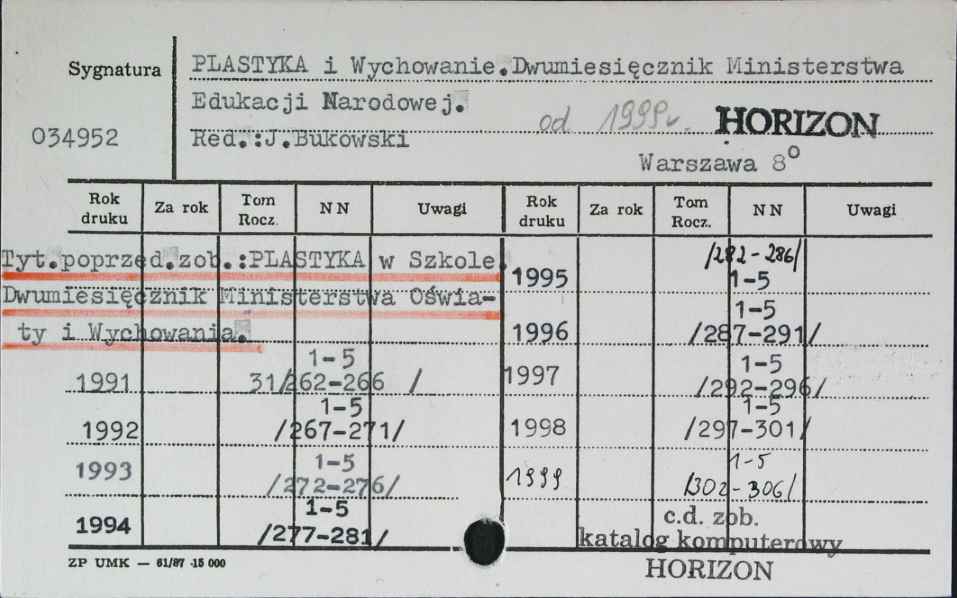 Sygnatura
034952
PLASTYKA i Wychowanie.Dwumiesięcznik Ministerstwa
Edukacji Narodowej.
od 1999r. HORIZON
Red.:J.Bukowski
Warszawa 8°
Rok druku Za rok Tom Rocz. N N Uwagi Rok druku Za rok Tom Rocz. N N Uwagi
Tyt.poprzed.zob.:PLASTYKA w Szkole
Dwumiesięcznik Ministerstwa Oświa-
ty i Wychowania.
1-5
1991 31/262-266 /
1-5
1992 /267-271/
1-5
1993 /272-276/
1-5
1994 /277-281/
/282-286/
1995 1-5
1-5
1996 /287-291/
1-5
1997 /292-296/
1-5
1998 /297-301/
1-5
1999 /302-306/
c.d. zob.
katalog komputerowy
HORIZON
ZP UMK — 61/87 15 000